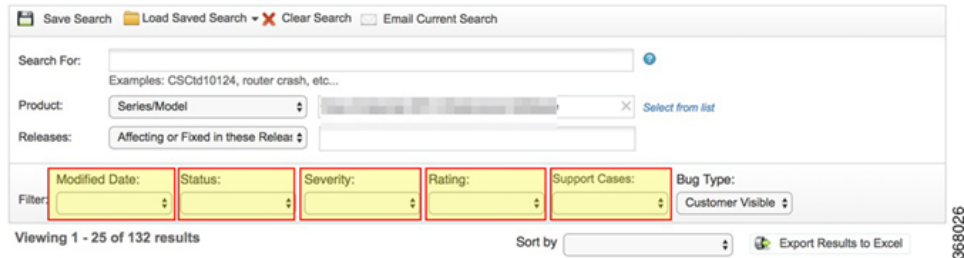 Save Search Load Saved Search Clear Search Email Current Search
Search For:
Examples: CSCtd10124, router crash, etc...
Product: Series/Model Select from list
Releases: Affecting or Fixed in these Releas
Modified Date: Status: Severity: Rating: Support Cases: Bug Type:
Filter: Customer Visible
Viewing 1 - 25 of 132 results Sort by Export Results to Excel
368026